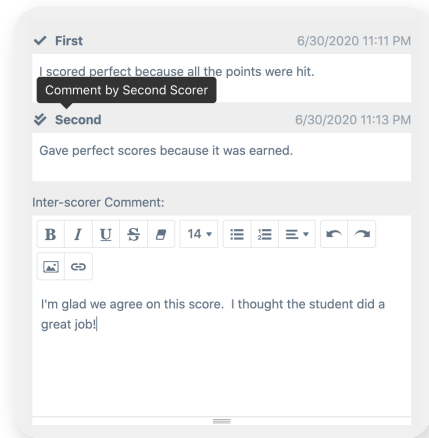 First 6/30/2020 11:11 PM
I scored perfect because all the points were hit.
Comment by Second Scorer
Second 6/30/2020 11:13 PM
Gave perfect scores because it was earned.
Inter-scorer Comment:
B I U S 14
I'm glad we agree on this score.  I thought the student did a
great job!